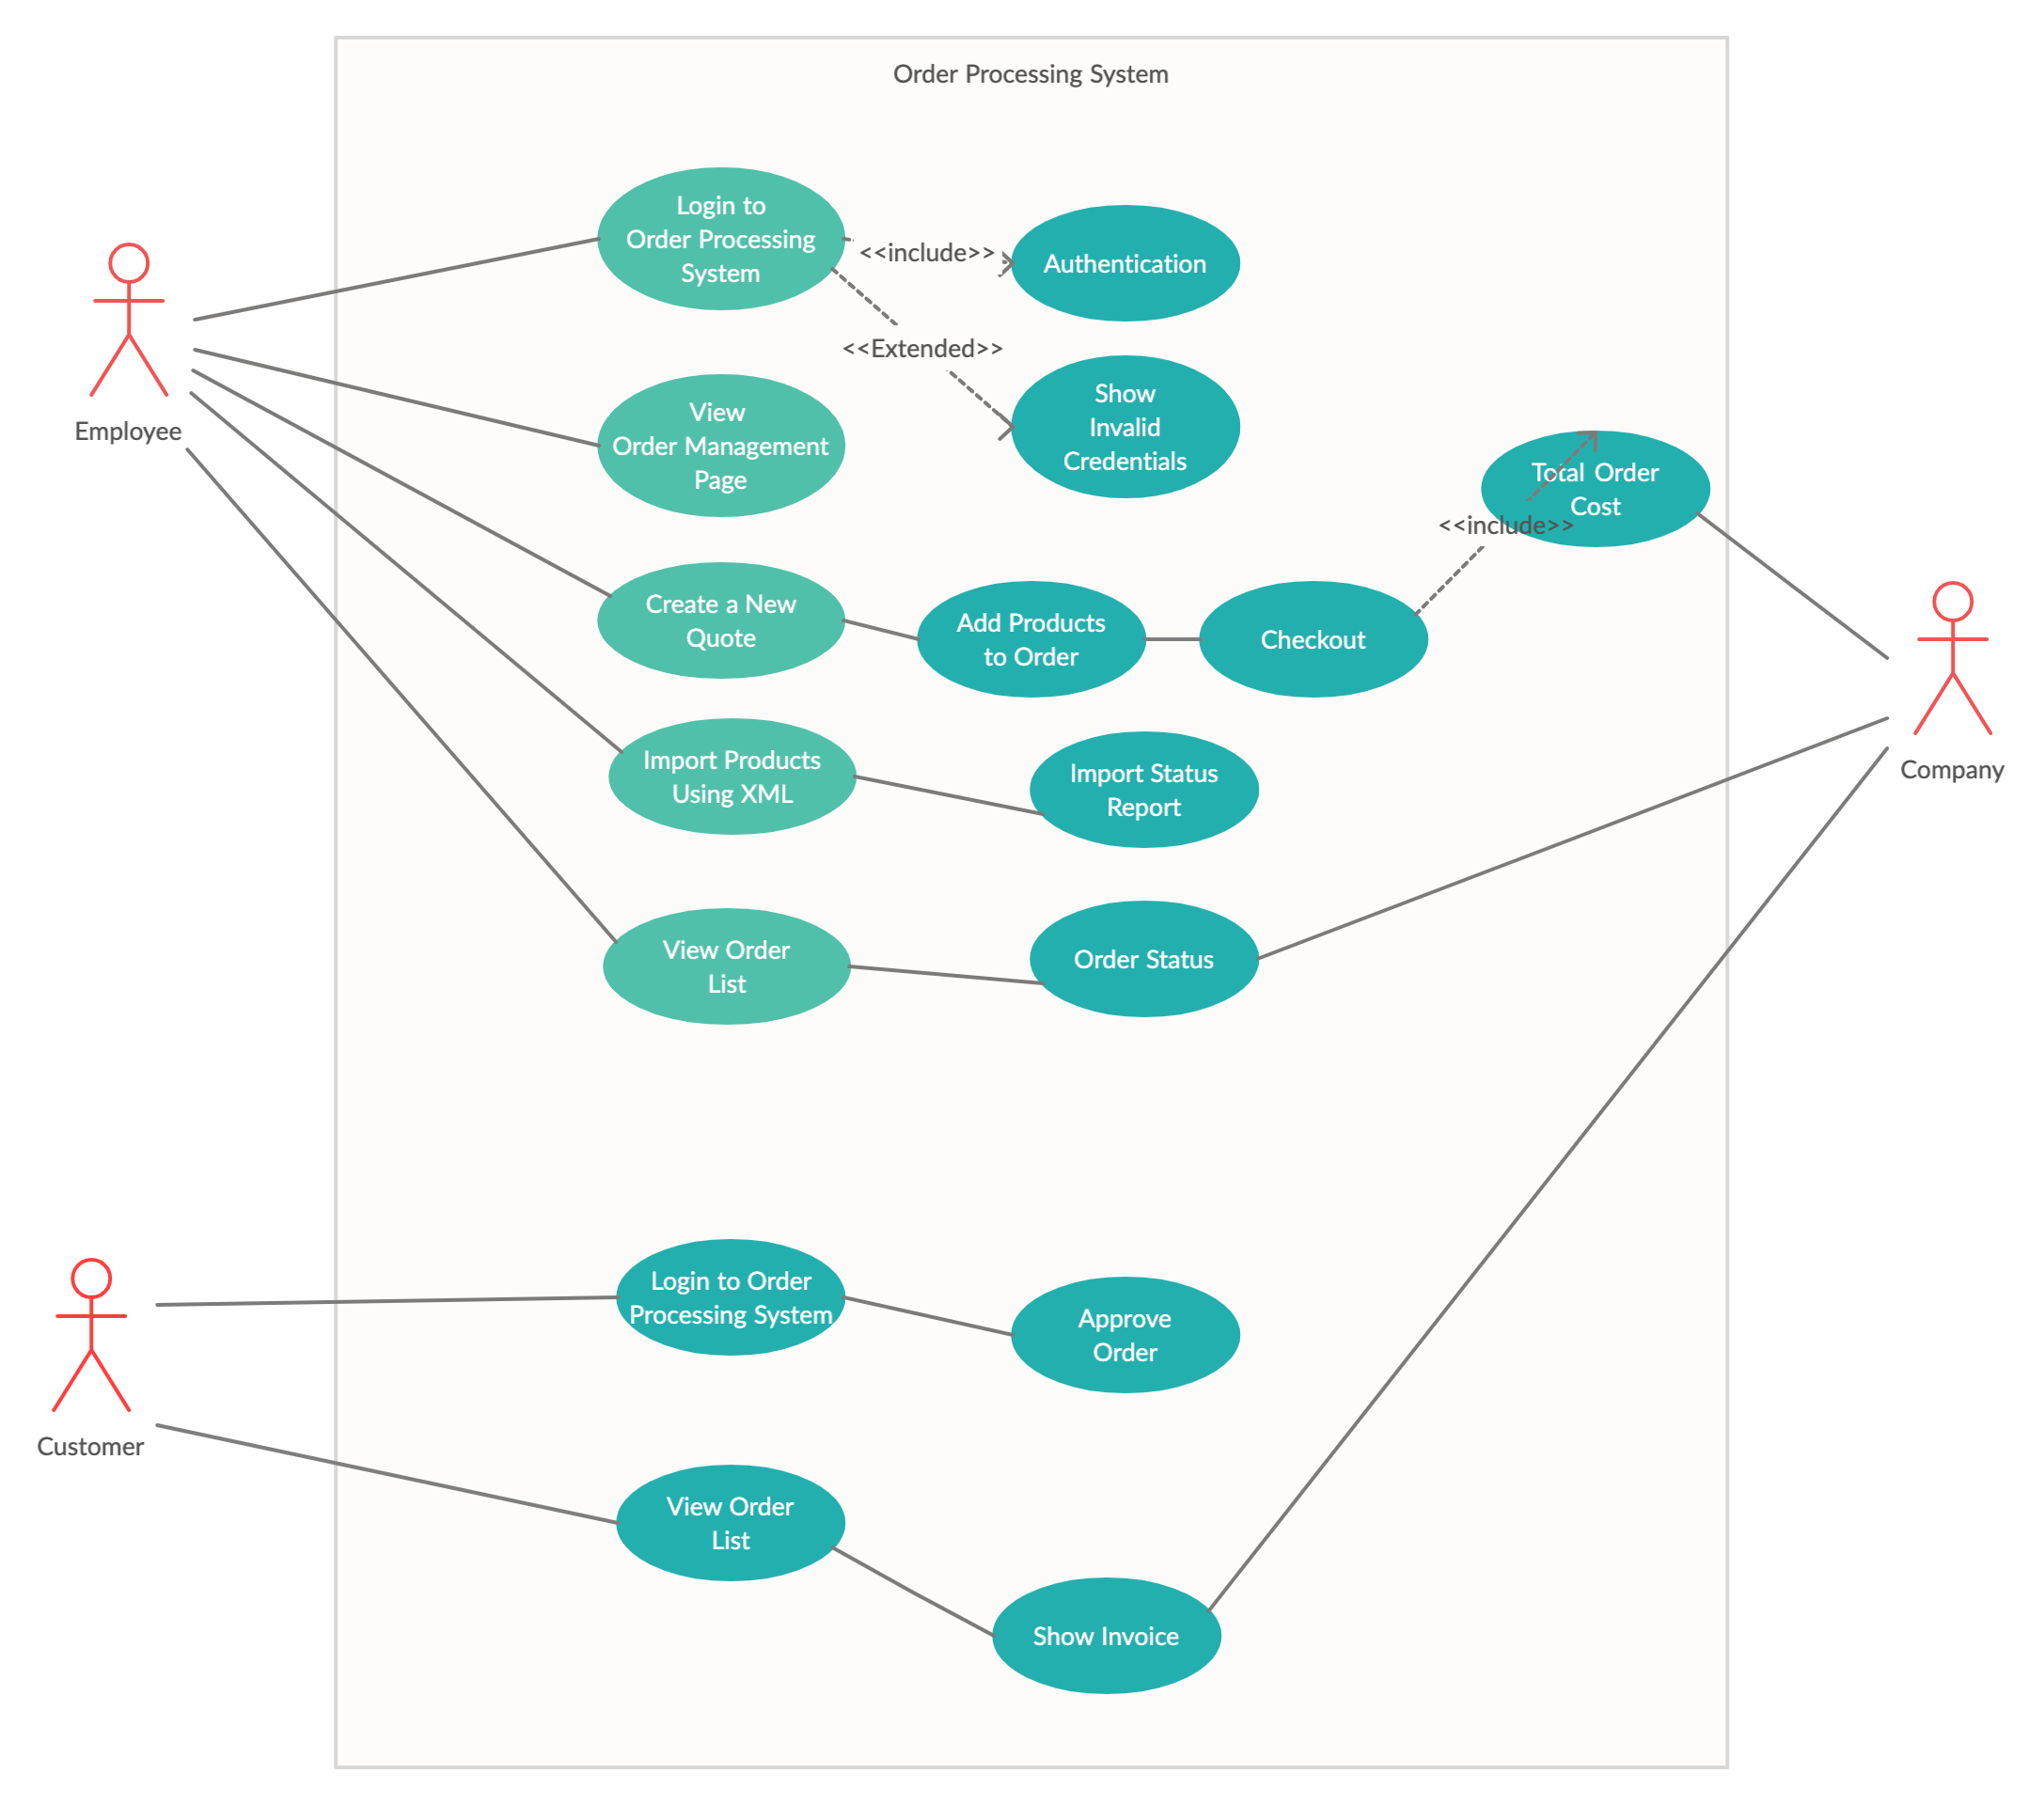 Order Processing System
Login to
Order Processing
System
<<include>>
Authentication
<<Extended>>
Show
Invalid
Credentials
Employee
View
Order Management
Page
Total Order
Cost
<<include>>
Create a New
Quote
Add Products
to Order
Checkout
Company
Import Products
Using XML
Import Status
Report
View Order
List
Order Status
Customer
Login to Order
Processing System
Approve
Order
View Order
List
Show Invoice